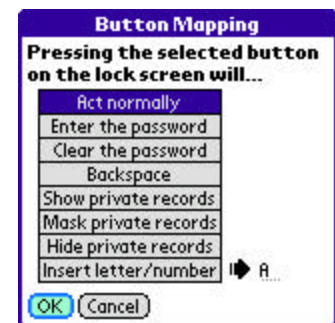 Button Mapping
Pressing the selected button
on the lock screen will...
Act normally
Enter the password
Clear the password
Backspace
Show private records
Mask private records
Hide private records
Insert letter/number A
OK Cancel